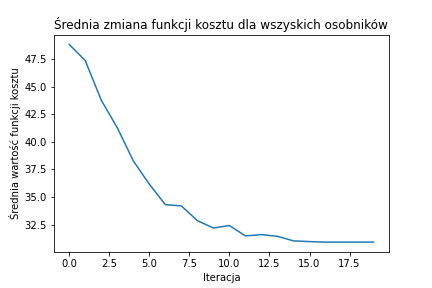 Średnia zmiana funkcji kosztu dla wszyskich osobników
Średnia wartość funkcji kosztu
47.5
45.0
42.5
40.0
37.5
35.0
32.5
0.0 2.5 5.0 7.5 10.0 12.5 15.0 17.5
Iteracja